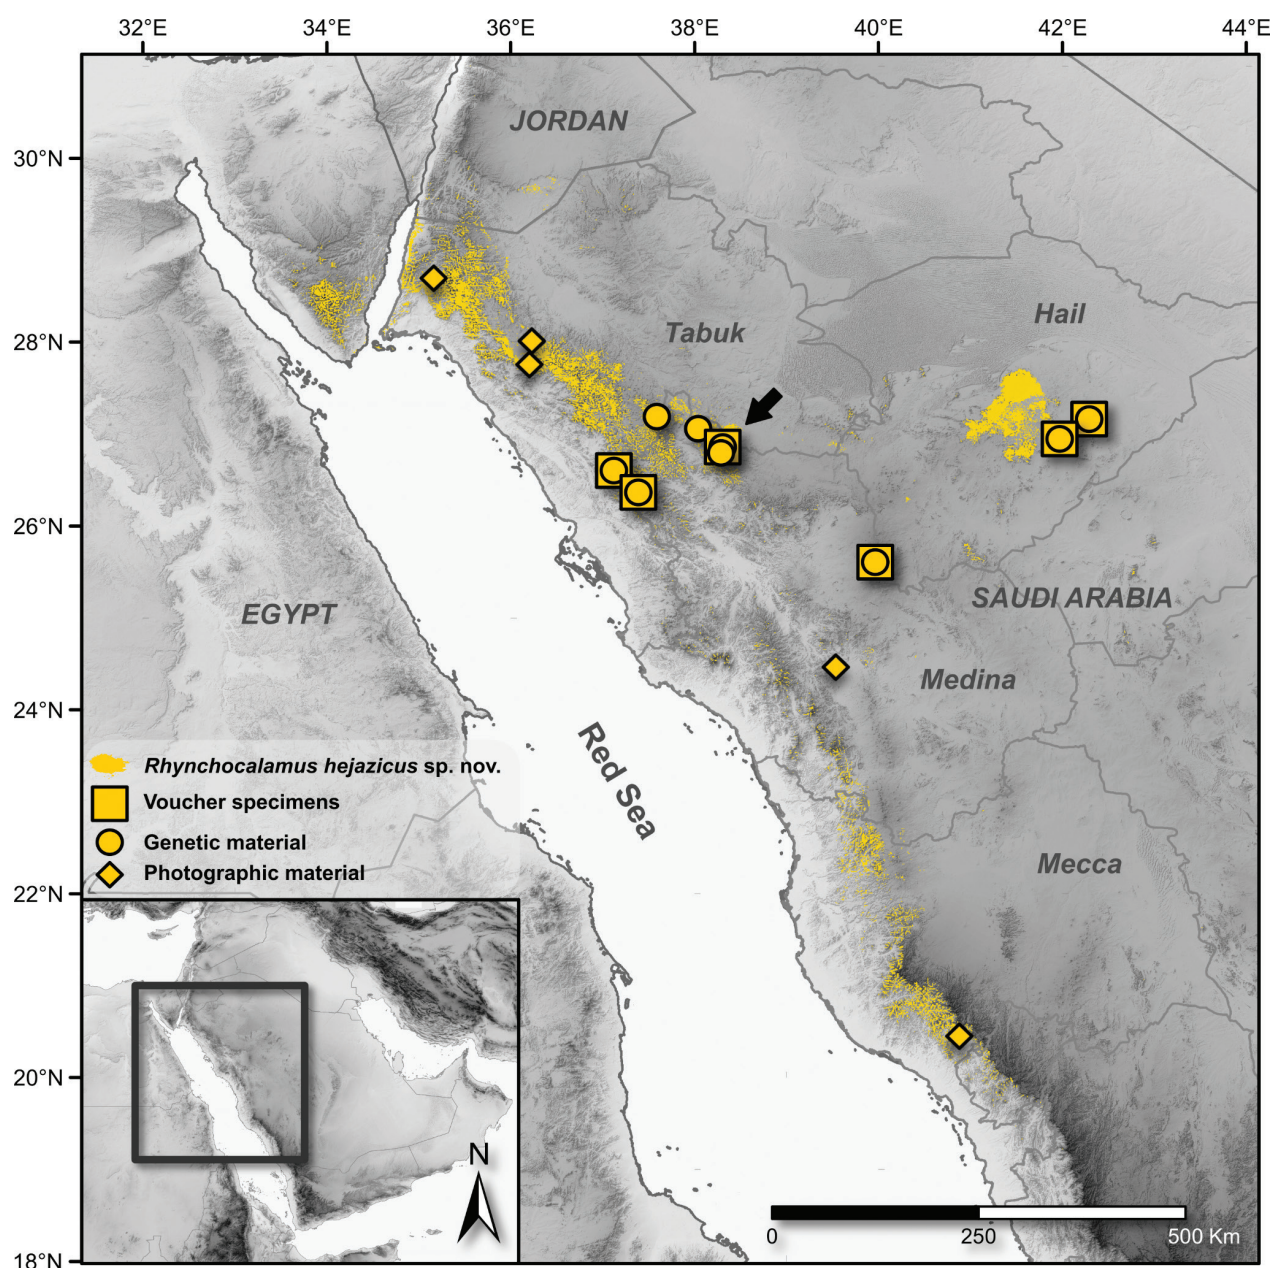 32°E 34°E 36°E 38°E 40°E 42°E 44°E
JORDAN
30°N
Hail
Tabuk
28°N
26°N
SAUDI ARABIA
EGYPT
Medina
24°N
Red Sea
Rhynchocalamus hejazicus sp. nov.
Voucher specimens
Genetic material
Photographic material
Mecca
22°N
20°N
N
0 250 500 Km
18°N